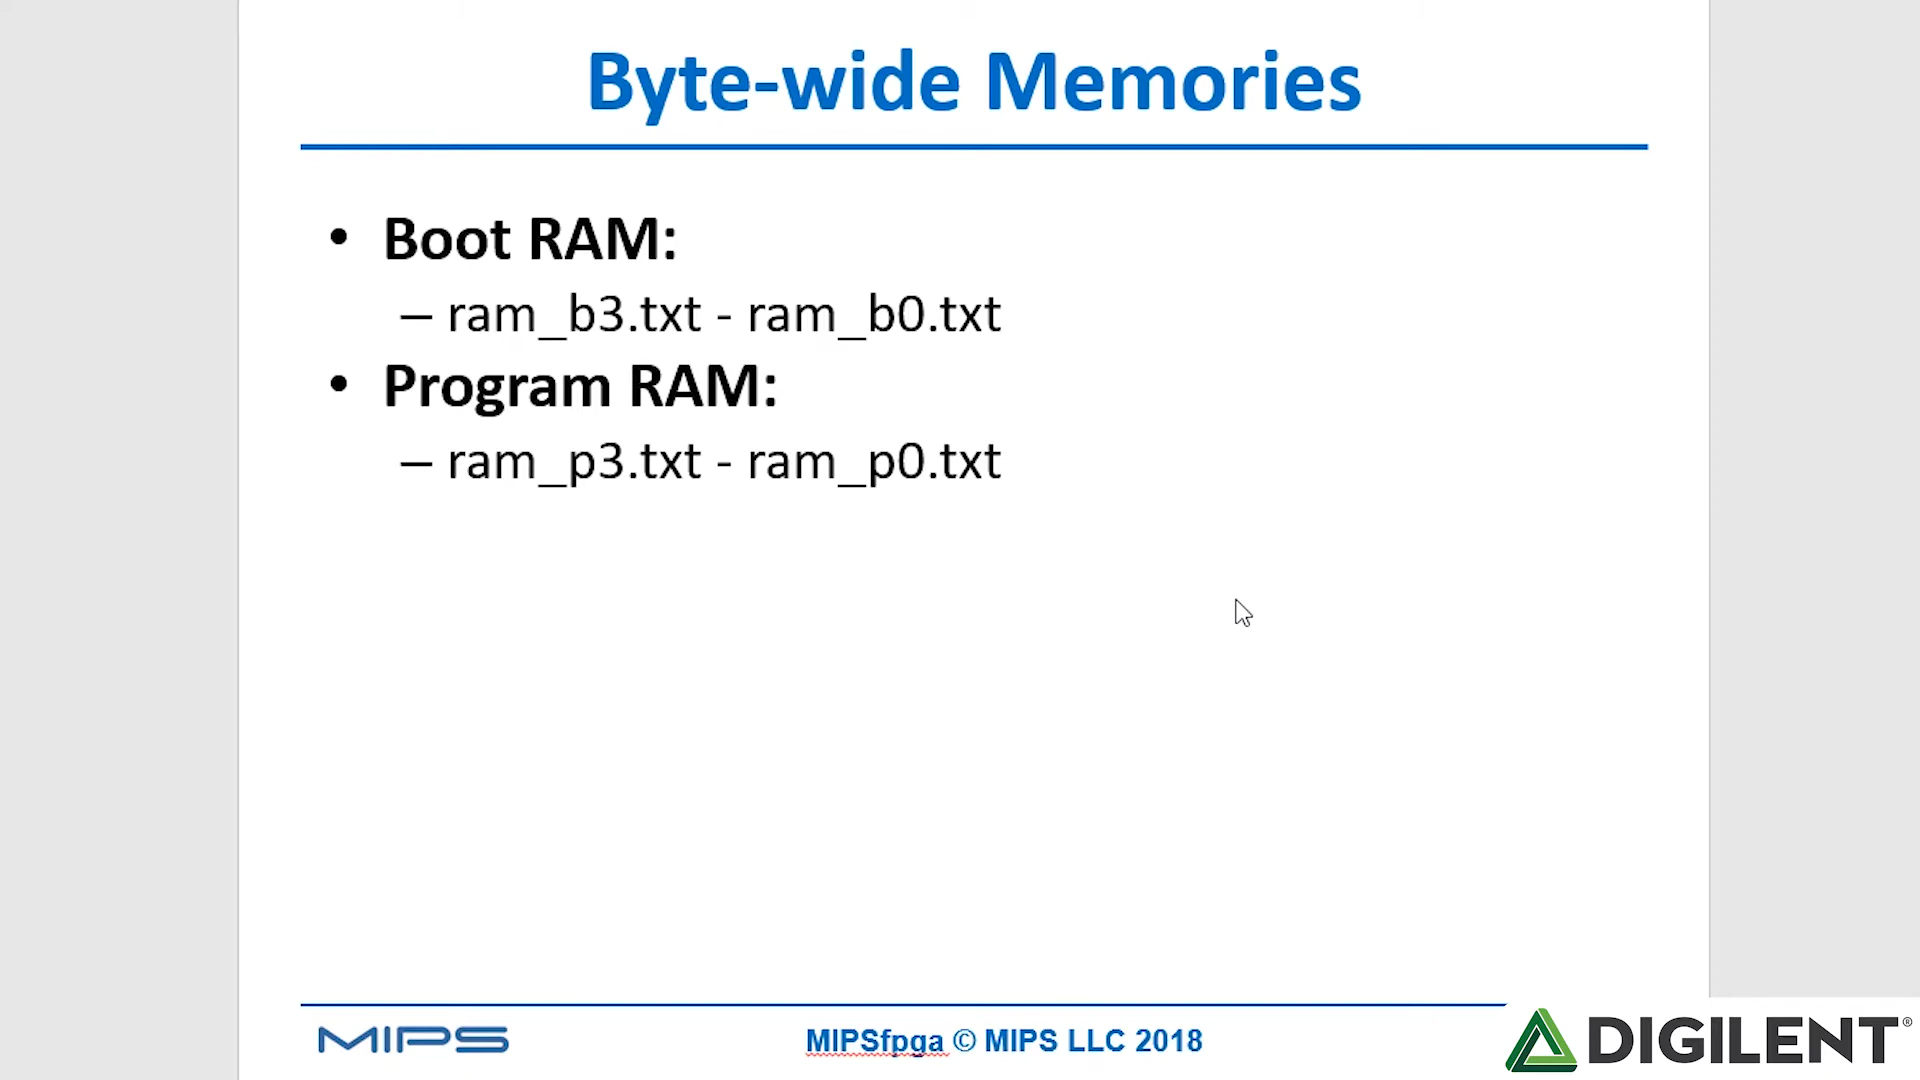 Byte-wide Memories
• Boot RAM:
– ram_b3.txt - ram_b0.txt
• Program RAM:
– ram_p3.txt - ram_p0.txt
MIPS
MIPSfpga © MIPS LLC 2018
DIGILENT®